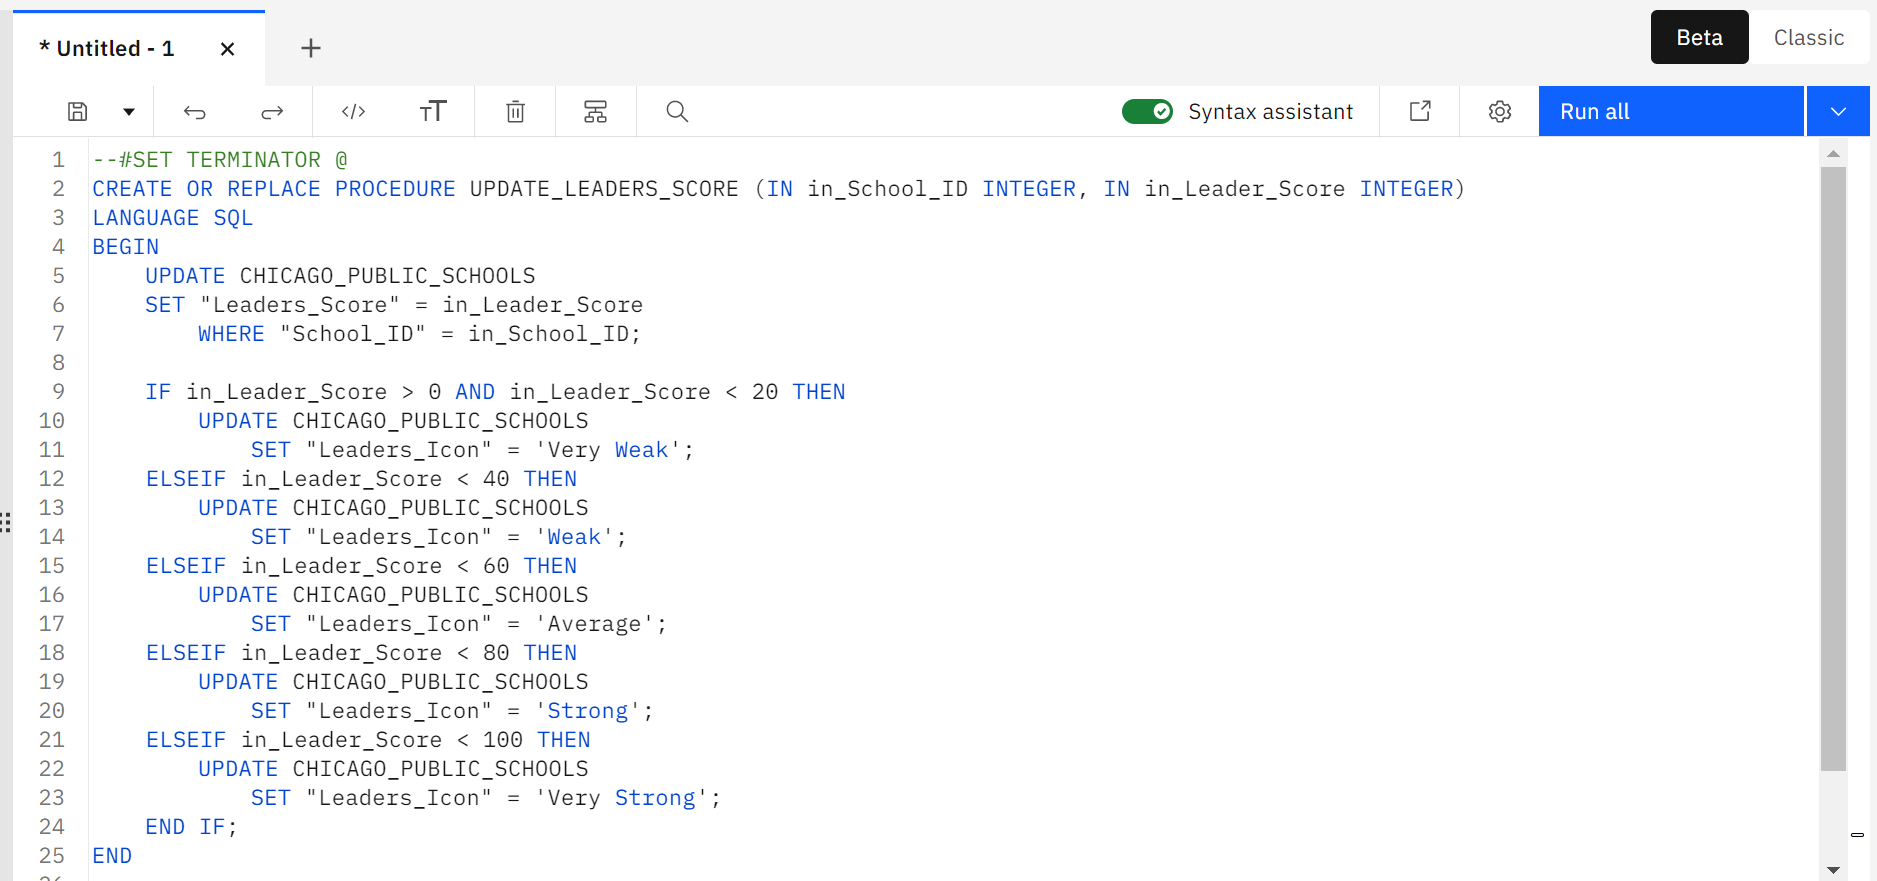 * Untitled - 1
Beta
Classic
Syntax assistant
Run all
1 --#SET TERMINATOR @
2 CREATE OR REPLACE PROCEDURE UPDATE_LEADERS_SCORE (IN in_School_ID INTEGER, IN in_Leader_Score INTEGER)
3 LANGUAGE SQL
4 BEGIN
5     UPDATE CHICAGO_PUBLIC_SCHOOLS
6     SET "Leaders_Score" = in_Leader_Score
7         WHERE "School_ID" = in_School_ID;
8
9     IF in_Leader_Score > 0 AND in_Leader_Score < 20 THEN
10         UPDATE CHICAGO_PUBLIC_SCHOOLS
11             SET "Leaders_Icon" = 'Very Weak';
12     ELSEIF in_Leader_Score < 40 THEN
13         UPDATE CHICAGO_PUBLIC_SCHOOLS
14             SET "Leaders_Icon" = 'Weak';
15     ELSEIF in_Leader_Score < 60 THEN
16         UPDATE CHICAGO_PUBLIC_SCHOOLS
17             SET "Leaders_Icon" = 'Average';
18     ELSEIF in_Leader_Score < 80 THEN
19         UPDATE CHICAGO_PUBLIC_SCHOOLS
20             SET "Leaders_Icon" = 'Strong';
21     ELSEIF in_Leader_Score < 100 THEN
22         UPDATE CHICAGO_PUBLIC_SCHOOLS
23             SET "Leaders_Icon" = 'Very Strong';
24     END IF;
25 END